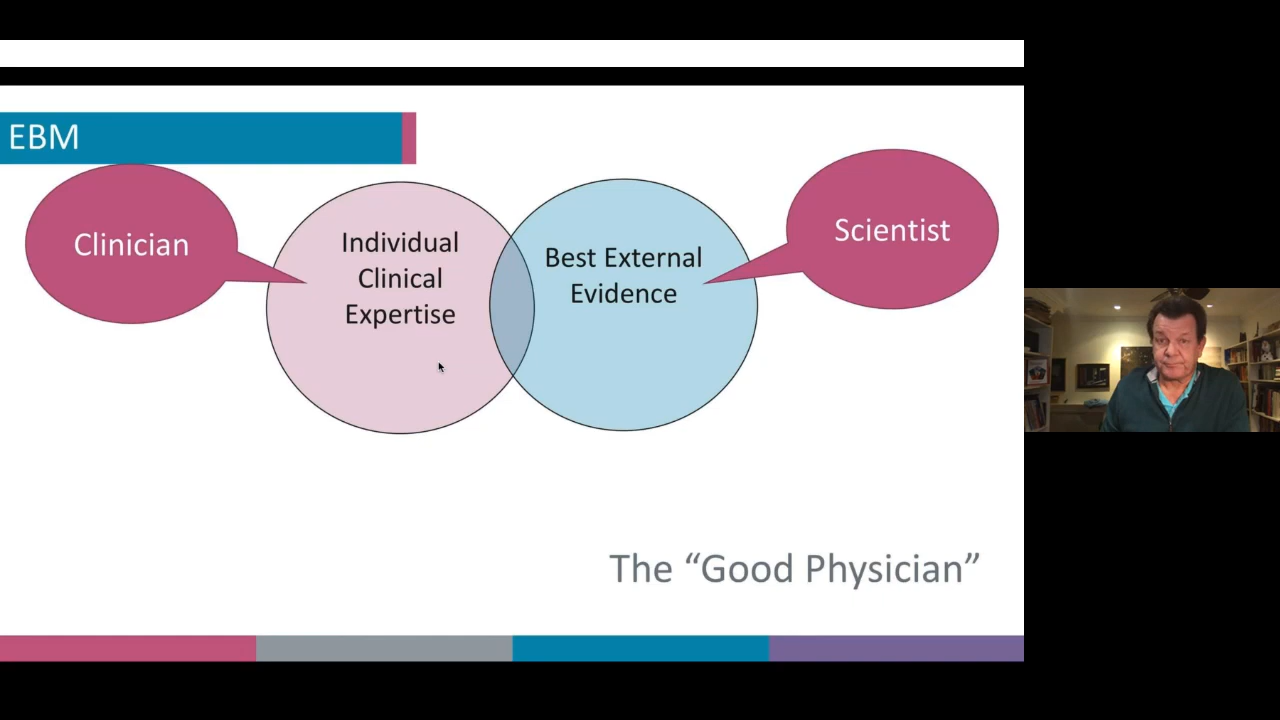 EBM
Clinician
Individual
Clinical
Expertise
Best External
Evidence
Scientist
The “Good Physician”